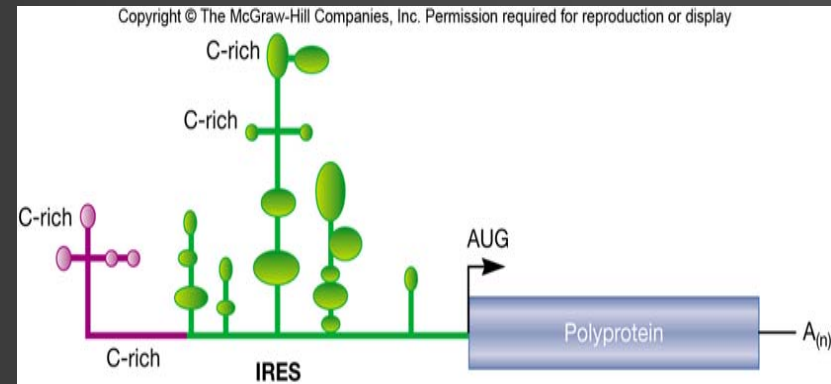 Copyright © The McGraw-Hill Companies, Inc. Permission required for reproduction or display
C-rich
C-rich
C-rich
AUG
Polyprotein
A(n)
C-rich
IRES